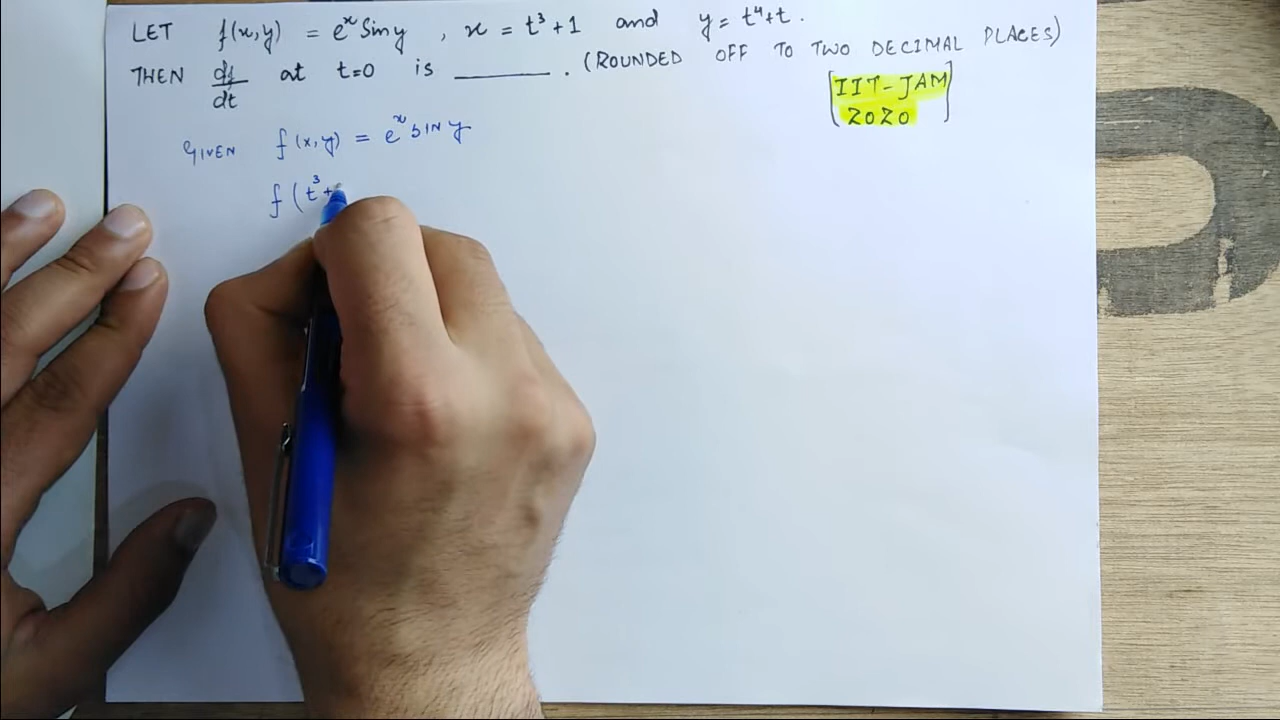 LET f(x,y) = e^x Sin y , x = t³+1 and y = t⁴+t.
THEN df/dt at t=0 is ______. (ROUNDED OFF TO TWO DECIMAL PLACES)
[IIT-JAM
2020]
GIVEN f(x,y) = e^x SIN y
f(t³+